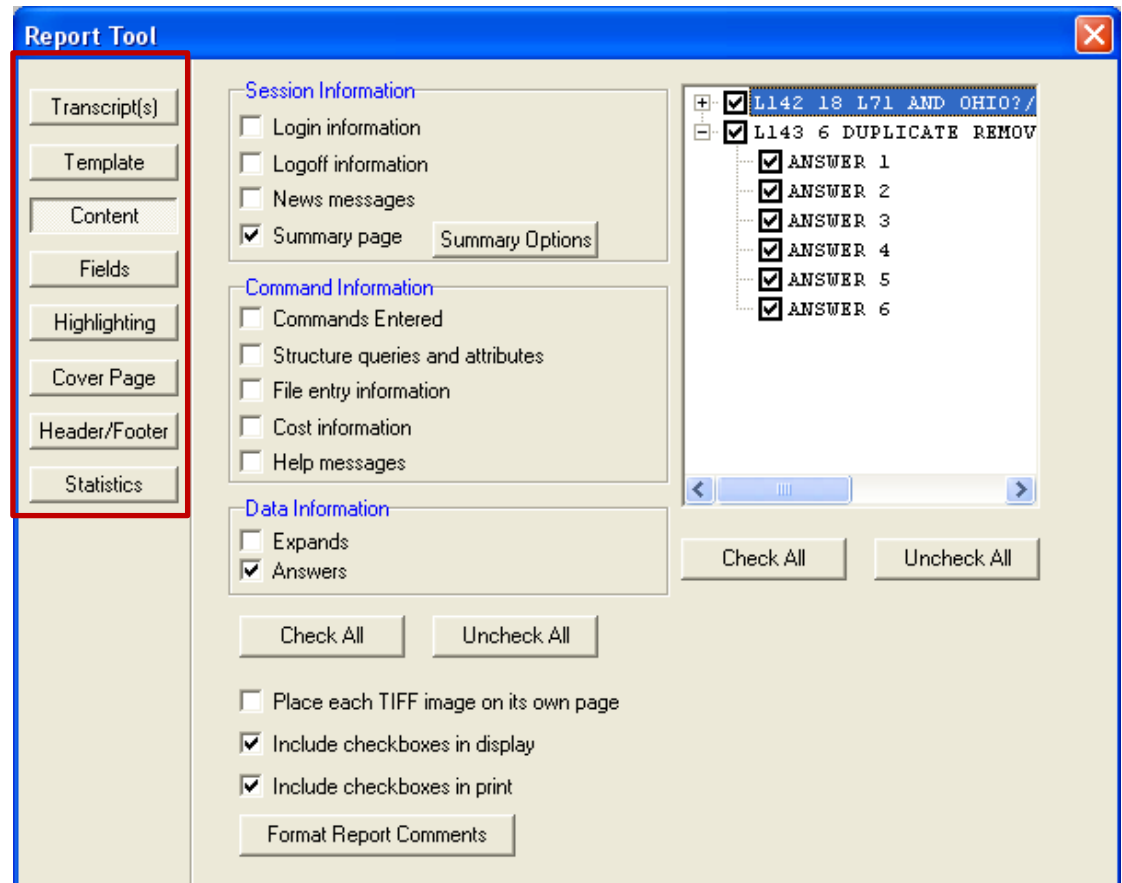 Report Tool
Transcript(s)
Template
Content
Fields
Highlighting
Cover Page
Header/Footer
Statistics
Session Information
Login information
Logoff information
News messages
Summary page
Summary Options
Command Information
Commands Entered
Structure queries and attributes
File entry information
Cost information
Help messages
Data Information
Expands
Answers
Check All
Uncheck All
Place each TIFF image on its own page
Include checkboxes in display
Include checkboxes in print
Format Report Comments
L142 18 L71 AND OHIO?/
L143 6 DUPLICATE REMOV
ANSWER 1
ANSWER 2
ANSWER 3
ANSWER 4
ANSWER 5
ANSWER 6
Check All
Uncheck All